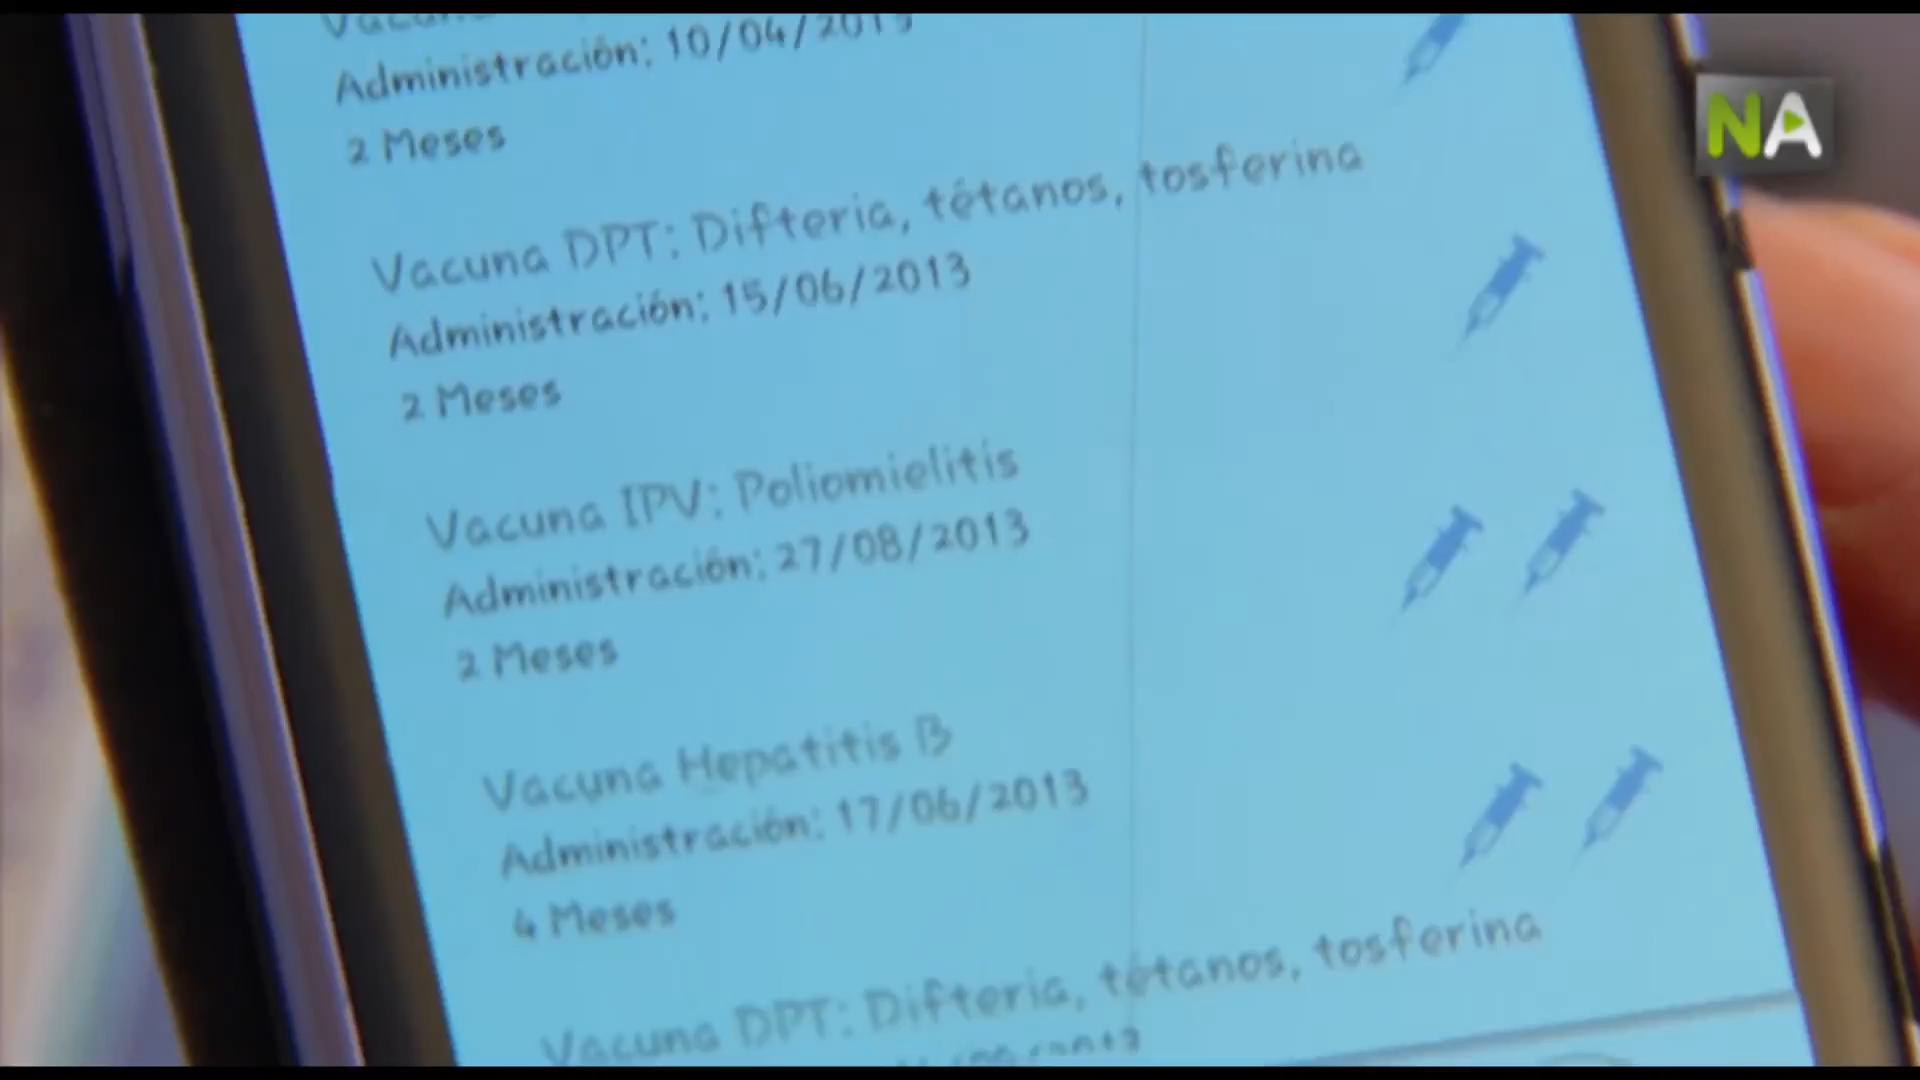 Vacuna
Administración: 10/04/2013
2 Meses
NA
Vacuna DPT: Difteria, tétanos, tosferina
Administración: 15/06/2013
2 Meses
Vacuna IPV: Poliomielitis
Administración: 27/08/2013
2 Meses
Vacuna Hepatitis B
Administración: 17/06/2013
4 Meses
Vacuna DPT: Difteria, tétanos, tosferina